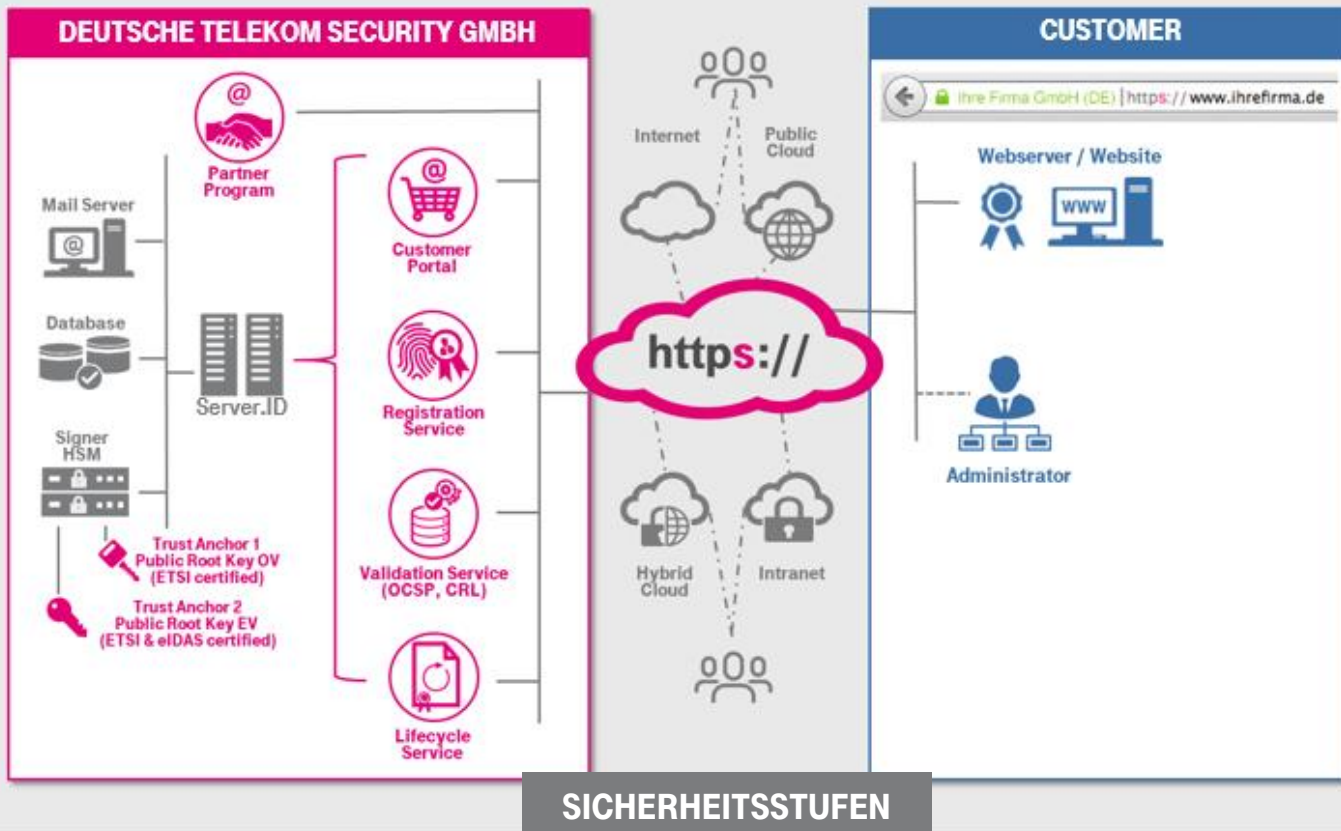 DEUTSCHE TELEKOM SECURITY GMBH
@
Partner
Program
Mail Server
@
Database
Server.ID
Signer
HSM
Trust Anchor 1
Public Root Key OV
(ETSI certified)
Trust Anchor 2
Public Root Key EV
(ETSI & eIDAS certified)
@
Customer
Portal
Registration
Service
Validation Service
(OCSP, CRL)
Lifecycle
Service
Internet
Public
Cloud
https://
Hybrid
Cloud
Intranet
CUSTOMER
Ihre Firma GmbH (DE) | https://www.ihrefirma.de
Webserver / Website
WWW
Administrator
SICHERHEITSSTUFEN